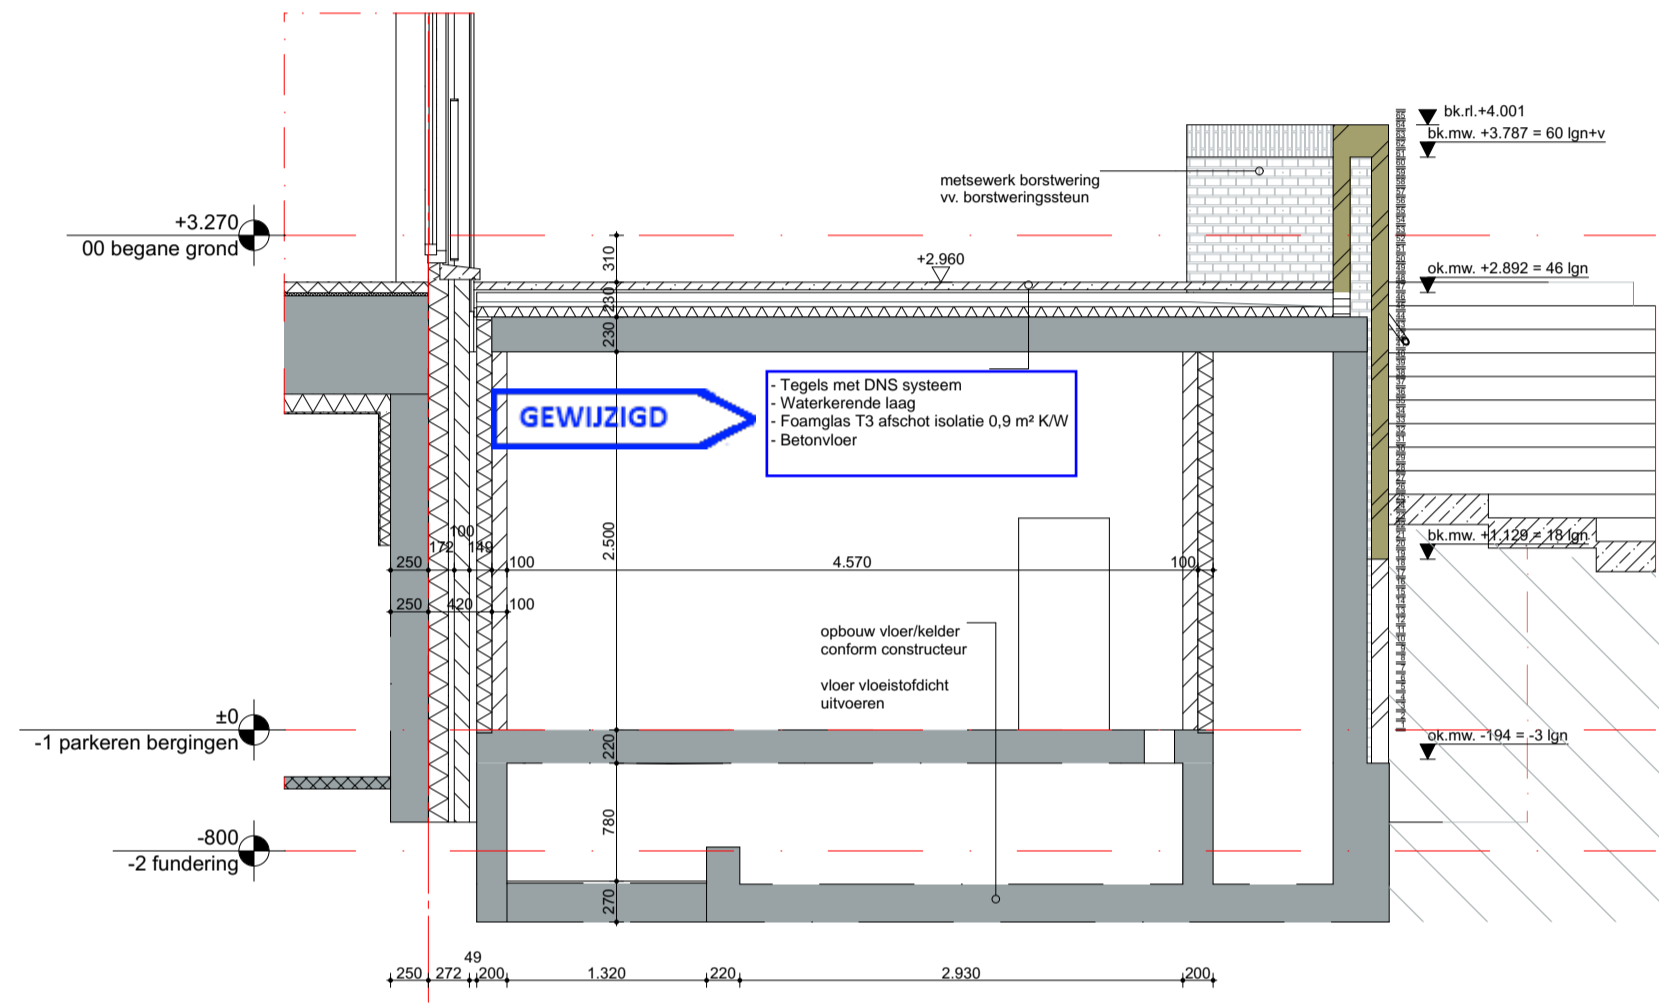 bk.rl.+4.001
bk.mw. +3.787 = 60 lgn+v
metsewerk borstwering
vv. borstweringssteun
+3.270
00 begane grond
310
+2.960
ok.mw. +2.892 = 46 lgn
230
230
GEWIJZIGD
- Tegels met DNS systeem
- Waterkerende laag
- Foamglas T3 afschot isolatie 0,9 m² K/W
- Betonvloer
100
172
149
2.500
bk.mw. +1.129 = 18 lgn
250
100
4.570
100
250
420
100
opbouw vloer/kelder
conform constructeur
vloer vloeistofdicht
uitvoeren
±0
-1 parkeren bergingen
220
ok.mw. -194 = -3 lgn
780
-800
-2 fundering
270
49
250
272
200
1.320
220
2.930
200